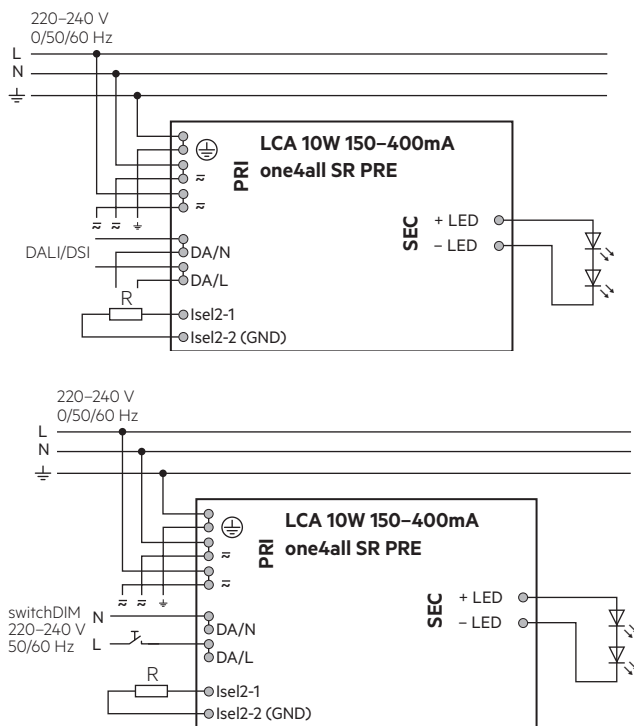 220–240 V
0/50/60 Hz
L
N
LCA 10W 150–400mA
one4all SR PRE
PRI
SEC
+ LED
– LED
DALI/DSI
DA/N
DA/L
R
Isel2-1
Isel2-2 (GND)
220–240 V
0/50/60 Hz
L
N
LCA 10W 150–400mA
one4all SR PRE
PRI
SEC
+ LED
– LED
switchDIM N
220–240 V
50/60 Hz L
DA/N
DA/L
R
Isel2-1
Isel2-2 (GND)